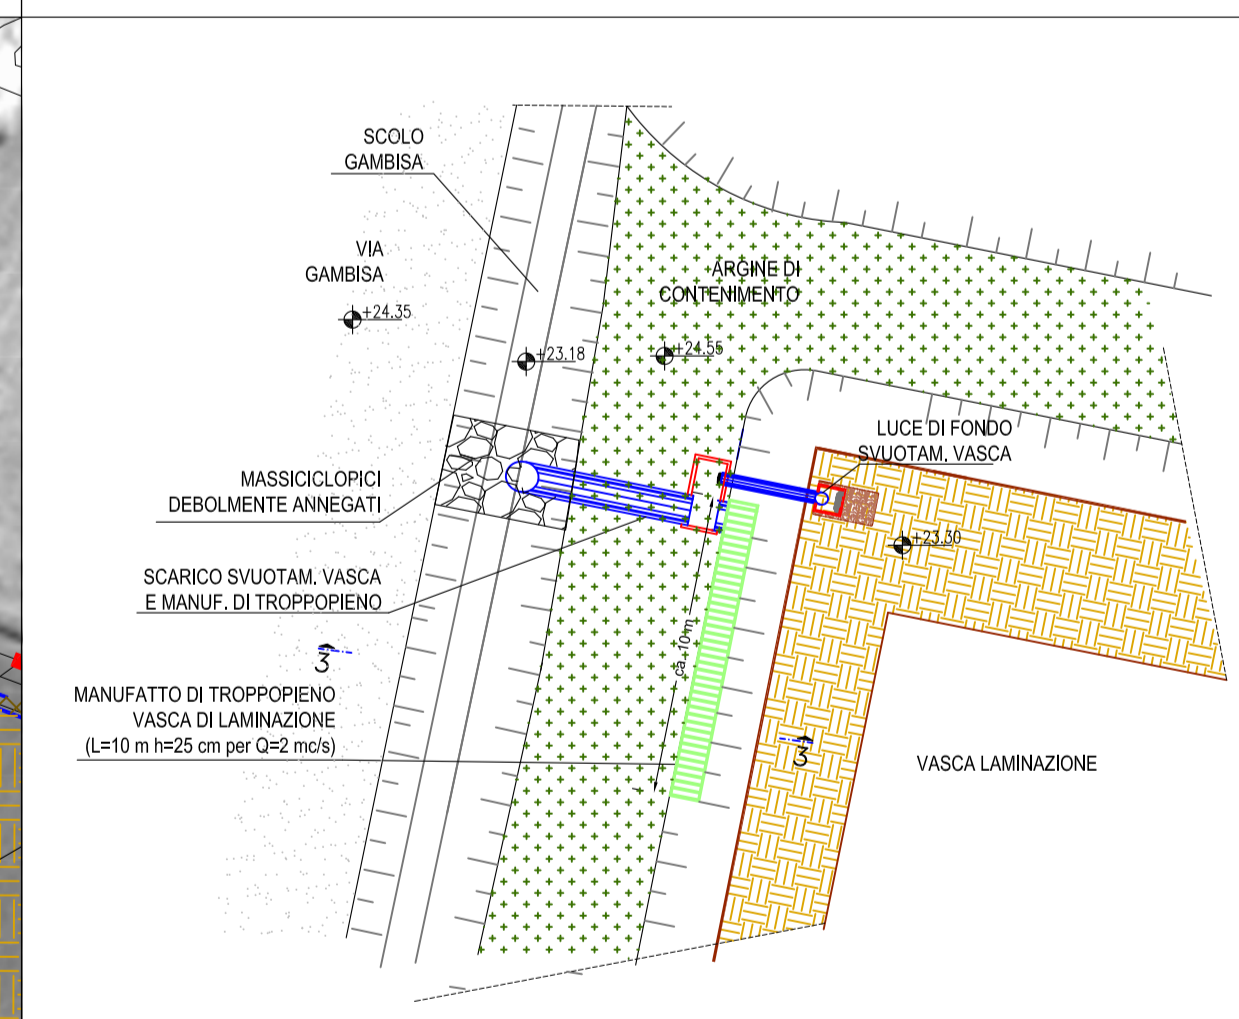 SCOLO
GAMBISA
VIA
GAMBISA
+24.35
+23.18
ARGINE DI
CONTENIMENTO
+24.55
LUCE DI FONDO
SVUOTAM. VASCA
MASSICICLOPICI
DEBOLMENTE ANNEGATI
+23.30
SCARICO SVUOTAM. VASCA
E MANUF. DI TROPPOPIENO
ca. 10 m
3
MANUFATTO DI TROPPOPIENO
VASCA DI LAMINAZIONE
(L=10 m h=25 cm per Q=2 mc/s)
3
VASCA LAMINAZIONE